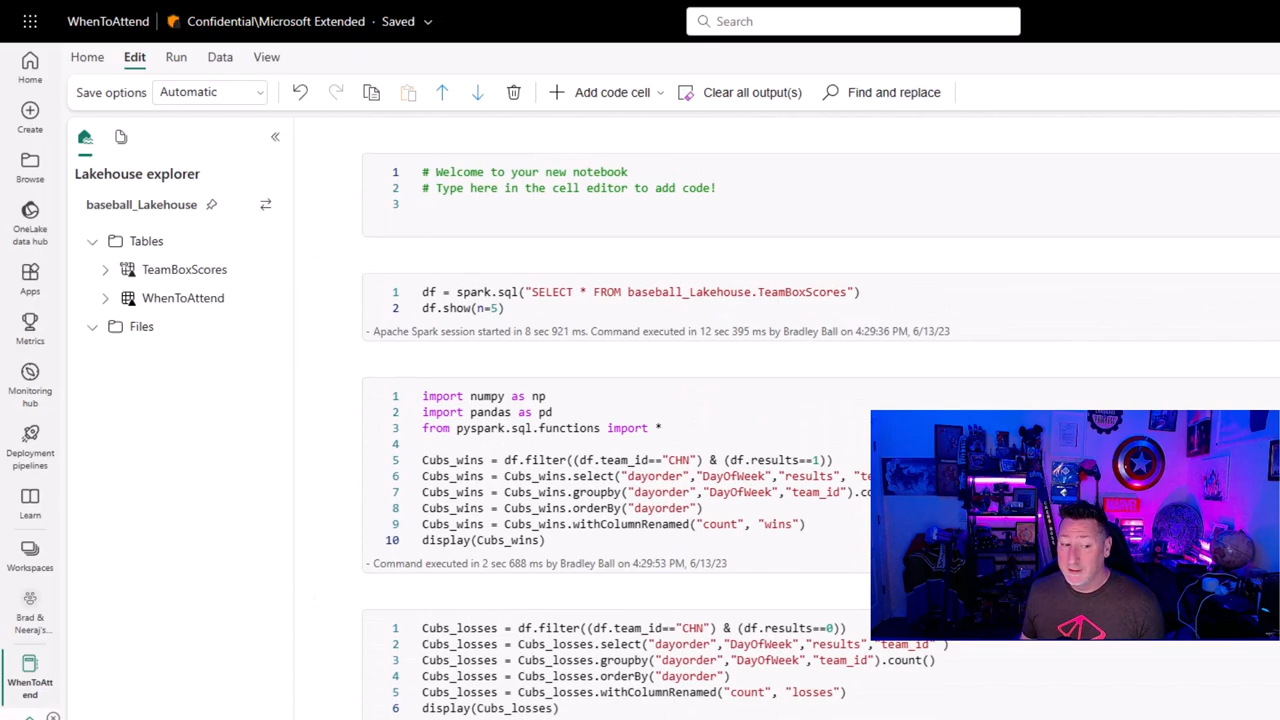 WhenToAttend
Confidential\Microsoft Extended • Saved
Search
Home
Edit
Run
Data
View
Save options
Automatic
Add code cell
Clear all output(s)
Find and replace
Home
Create
Browse
OneLake
data hub
Apps
Metrics
Monitoring
hub
Deployment
pipelines
Learn
Workspaces
Brad &
Neeraj's...
WhenToAtt
end
Lakehouse explorer
baseball_Lakehouse
Tables
TeamBoxScores
WhenToAttend
Files
1 # Welcome to your new notebook
2 # Type here in the cell editor to add code!
3
1 df = spark.sql("SELECT * FROM baseball_Lakehouse.TeamBoxScores")
2 df.show(n=5)
- Apache Spark session started in 8 sec 921 ms. Command executed in 12 sec 395 ms by Bradley Ball on 4:29:36 PM, 6/13/23
1 import numpy as np
2 import pandas as pd
3 from pyspark.sql.functions import *
4
5 Cubs_wins = df.filter((df.team_id=="CHN") & (df.results==1))
6 Cubs_wins = Cubs_wins.select("dayorder","DayOfWeek","results", "te
7 Cubs_wins = Cubs_wins.groupby("dayorder","DayOfWeek","team_id").co
8 Cubs_wins = Cubs_wins.orderBy("dayorder")
9 Cubs_wins = Cubs_wins.withColumnRenamed("count", "wins")
10 display(Cubs_wins)
- Command executed in 2 sec 688 ms by Bradley Ball on 4:29:53 PM, 6/13/23
1 Cubs_losses = df.filter((df.team_id=="CHN") & (df.results==0))
2 Cubs_losses = Cubs_losses.select("dayorder","DayOfWeek","results","team_id" )
3 Cubs_losses = Cubs_losses.groupby("dayorder","DayOfWeek","team_id").count()
4 Cubs_losses = Cubs_losses.orderBy("dayorder")
5 Cubs_losses = Cubs_losses.withColumnRenamed("count", "losses")
6 display(Cubs_losses)
MARVEL